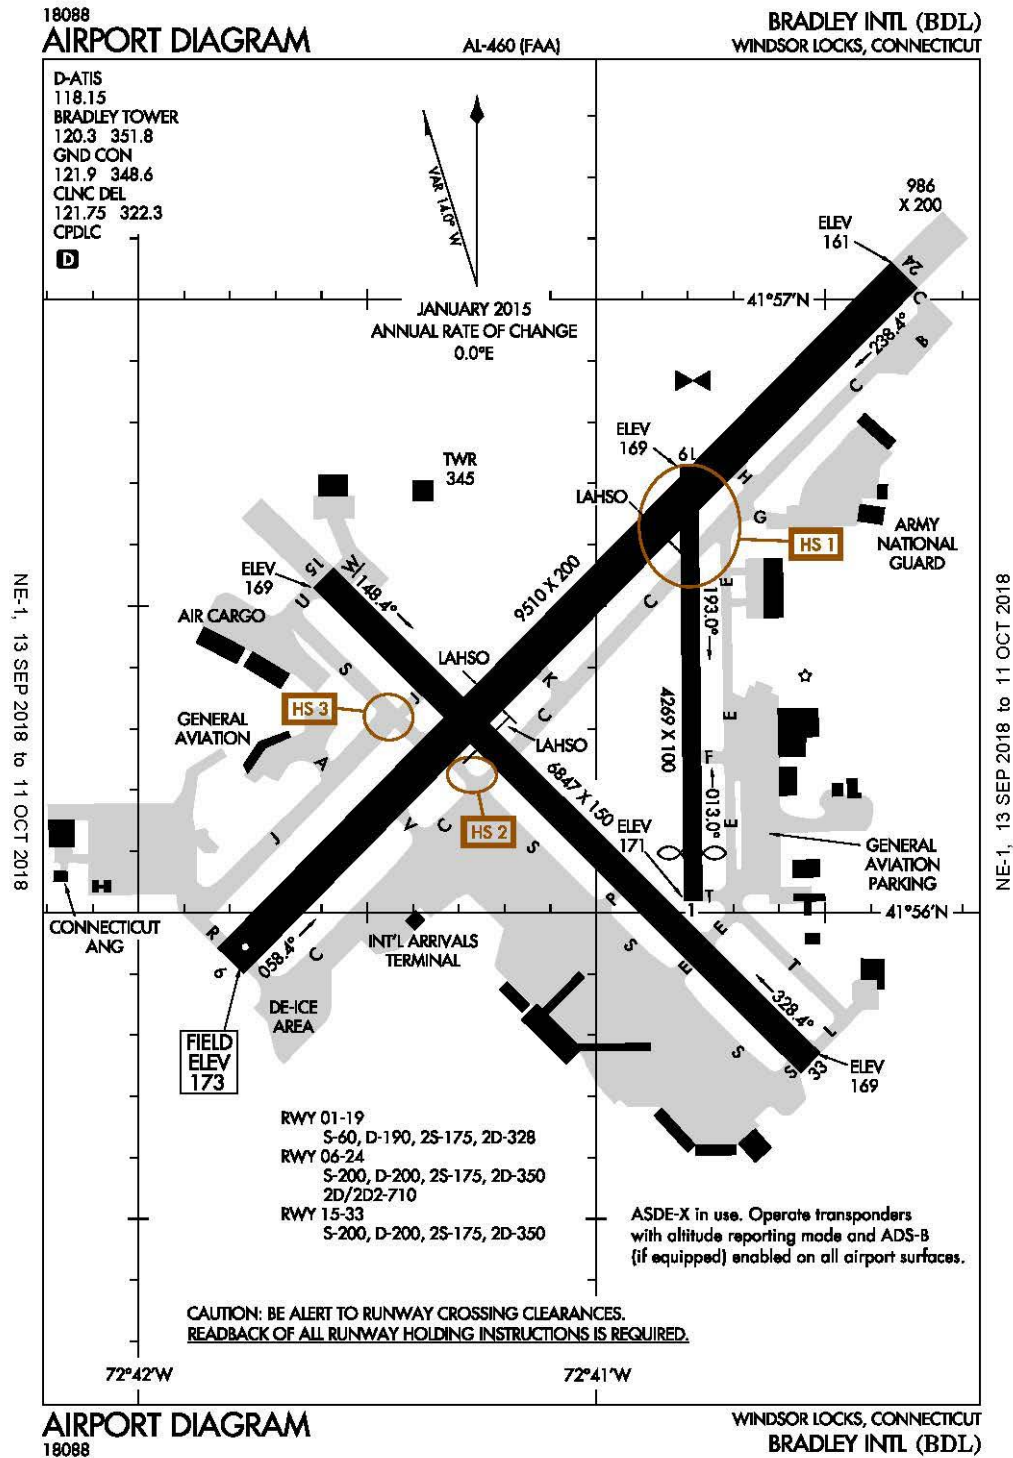 18088
AIRPORT DIAGRAM
AL-460 (FAA)
BRADLEY INTL (BDL)
WINDSOR LOCKS, CONNECTICUT
D-ATIS
118.15
BRADLEY TOWER
120.3 351.8
GND CON
121.9 348.6
CLNC DEL
121.75 322.3
CPDLC
D
VAR 14.0° W
JANUARY 2015
ANNUAL RATE OF CHANGE
0.0°E
986
X 200
ELEV
161
24
41°57'N
238.4°
C
B
C
ELEV
169
19
H
G
LAHSO
HS 1
ARMY
NATIONAL
GUARD
TWR
345
ELEV
169
15
W
148.4°
U
9510 X 200
C
E
193.0°
AIR CARGO
S
J
LAHSO
K
C
HS 3
GENERAL
AVIATION
A
LAHSO
4269 X 100
E
F
6847 X 150
013.0°
E
V
C
HS 2
S
J
ELEV
171
GENERAL
AVIATION
PARKING
P
1
T
41°56'N
CONNECTICUT
ANG
R
6
058.4°
C
INT'L ARRIVALS
TERMINAL
S
E
E
T
DE-ICE
AREA
328.4°
L
FIELD
ELEV
173
S
S
33
ELEV
169
RWY 01-19
S-60, D-190, 2S-175, 2D-328
RWY 06-24
S-200, D-200, 2S-175, 2D-350
2D/2D2-710
RWY 15-33
S-200, D-200, 2S-175, 2D-350
ASDE-X in use. Operate transponders
with altitude reporting mode and ADS-B
(if equipped) enabled on all airport surfaces.
CAUTION: BE ALERT TO RUNWAY CROSSING CLEARANCES.
READBACK OF ALL RUNWAY HOLDING INSTRUCTIONS IS REQUIRED.
72°42'W
72°41'W
NE-1, 13 SEP 2018 to 11 OCT 2018
NE-1, 13 SEP 2018 to 11 OCT 2018
AIRPORT DIAGRAM
18088
WINDSOR LOCKS, CONNECTICUT
BRADLEY INTL (BDL)